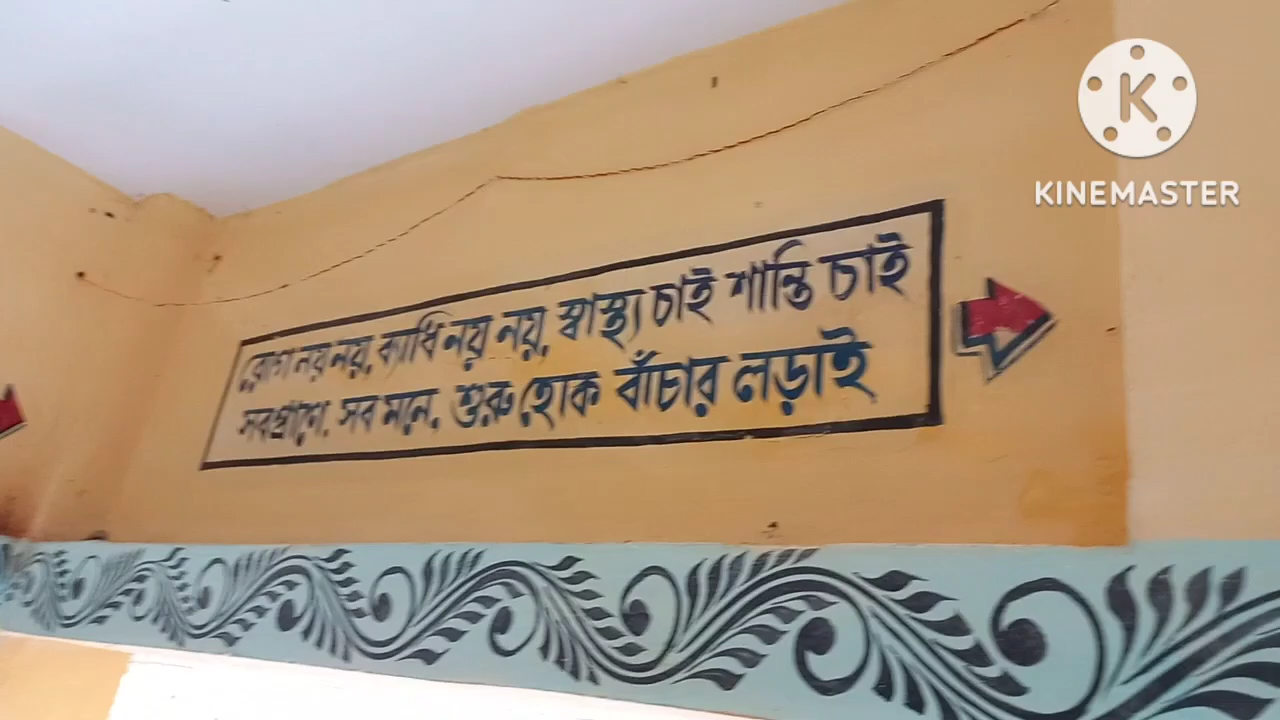 রোগ নয় নয়, ব্যাধি নয় নয়, স্বাস্থ্য চাই শান্তি চাই
সবপ্রাণে, সব মনে, শুরু হোক বাঁচার লড়াই
K
KINEMASTER